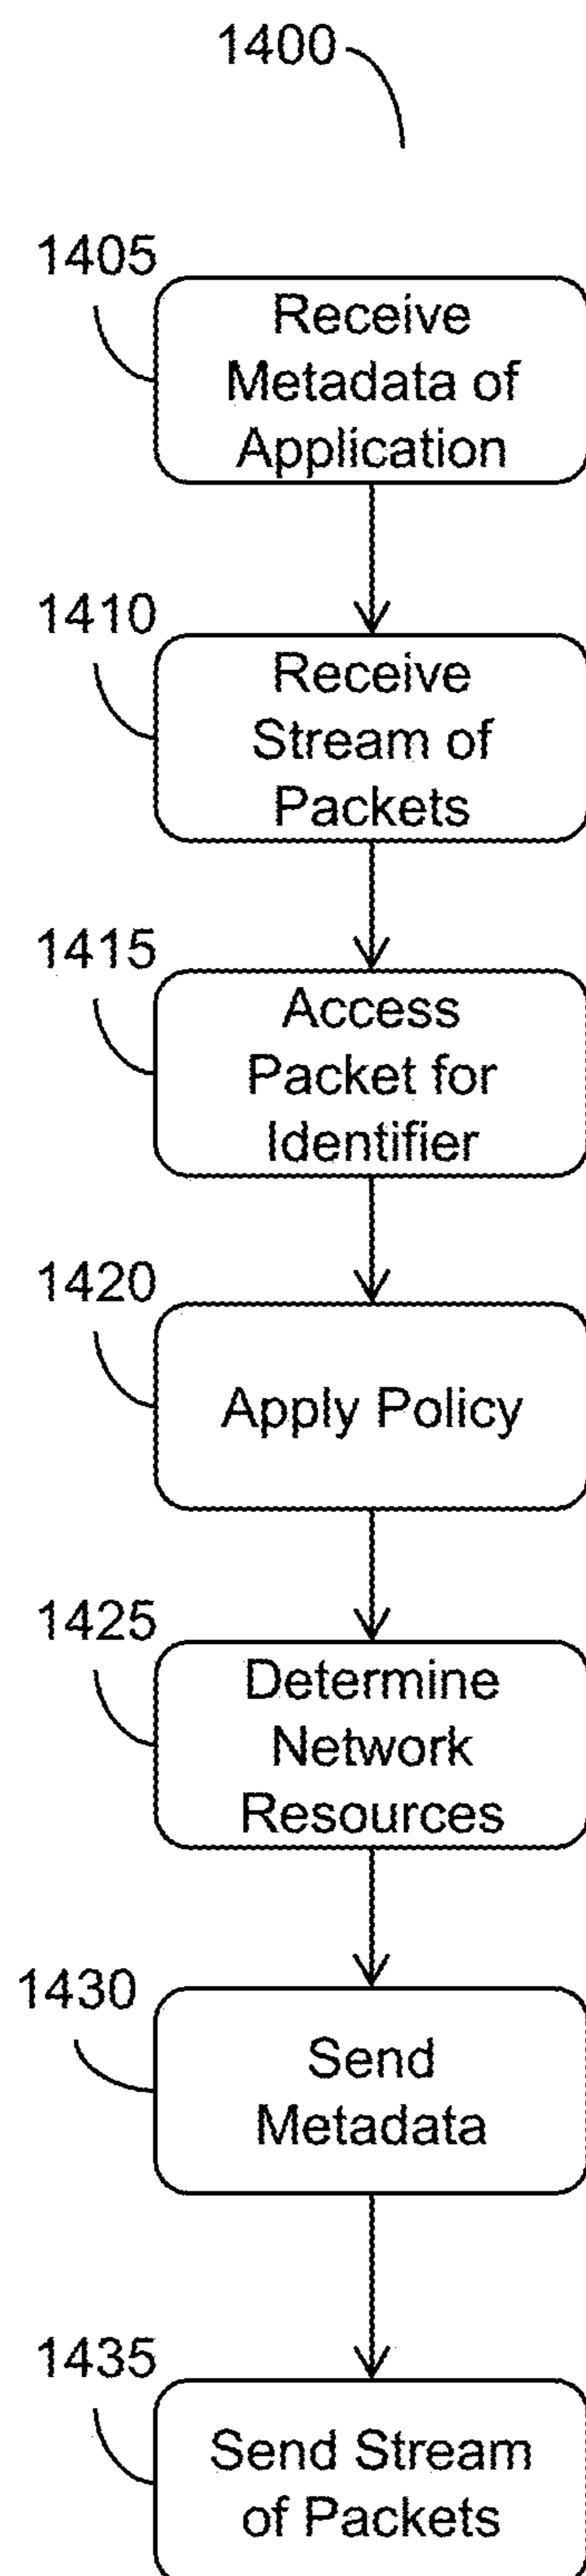 1400
1405
Receive
Metadata of
Application
1410
Receive
Stream of
Packets
1415
Access
Packet for
Identifier
1420
Apply Policy
1425
Determine
Network
Resources
1430
Send
Metadata
1435
Send Stream
of Packets